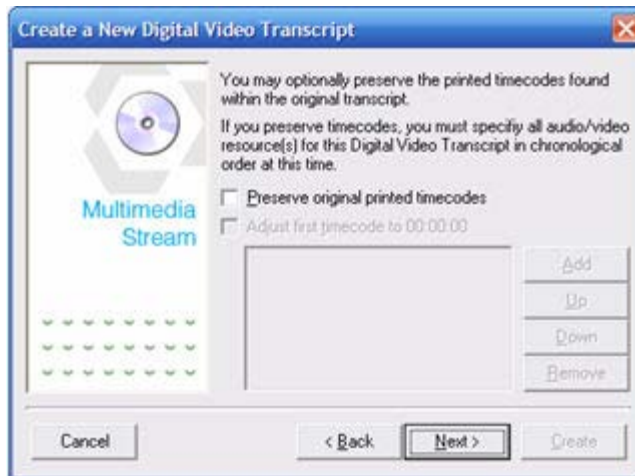 Create a New Digital Video Transcript
You may optionally preserve the printed timecodes found
within the original transcript.
If you preserve timecodes, you must specifiy all audio/video
resource(s) for this Digital Video Transcript in chronological
order at this time.
Preserve original printed timecodes
Adjust first timecode to 00:00:00
Multimedia
Stream
Add
Up
Down
Remove
Cancel
< Back
Next >
Create